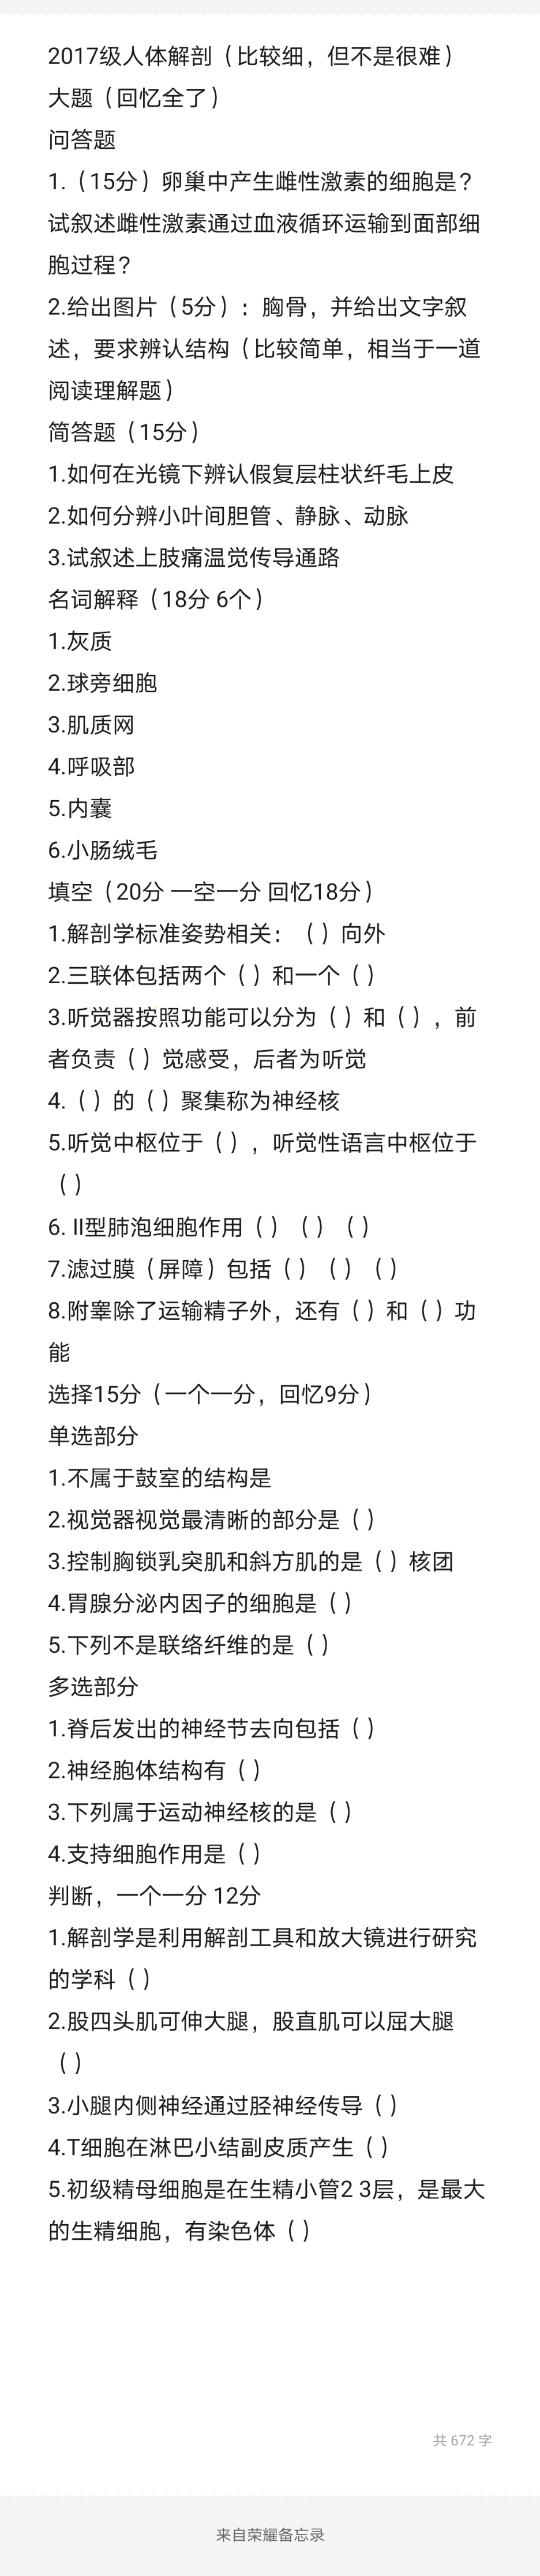 2017级人体解剖（比较细，但不是很难）
大题（回忆全了）
问答题
1.（15分）卵巢中产生雌性激素的细胞是？
试叙述雌性激素通过血液循环运输到面部细
胞过程？
2.给出图片（5分）：胸骨，并给出文字叙
述，要求辨认结构（比较简单，相当于一道
阅读理解题）
简答题（15分）
1.如何在光镜下辨认假复层柱状纤毛上皮
2.如何分辨小叶间胆管、静脉、动脉
3.试叙述上肢痛温觉传导通路
名词解释（18分 6个）
1.灰质
2.球旁细胞
3.肌质网
4.呼吸部
5.内囊
6.小肠绒毛
填空（20分 一空一分 回忆18分）
1.解剖学标准姿势相关：（）向外
2.三联体包括两个（）和一个（）
3.听觉器按照功能可以分为（）和（），前
者负责（）觉感受，后者为听觉
4.（）的（）聚集称为神经核
5.听觉中枢位于（），听觉性语言中枢位于
（）
6. II型肺泡细胞作用（）（）（）
7.滤过膜（屏障）包括（）（）（）
8.附睾除了运输精子外，还有（）和（）功
能
选择15分（一个一分，回忆9分）
单选部分
1.不属于鼓室的结构是
2.视觉器视觉最清晰的部分是（）
3.控制胸锁乳突肌和斜方肌的是（）核团
4.胃腺分泌内因子的细胞是（）
5.下列不是联络纤维的是（）
多选部分
1.脊后发出的神经节去向包括（）
2.神经胞体结构有（）
3.下列属于运动神经核的是（）
4.支持细胞作用是（）
判断，一个一分 12分
1.解剖学是利用解剖工具和放大镜进行研究
的学科（）
2.股四头肌可伸大腿，股直肌可以屈大腿
（）
3.小腿内侧神经通过胫神经传导（）
4.T细胞在淋巴小结副皮质产生（）
5.初级精母细胞是在生精小管2 3层，是最大
的生精细胞，有染色体（）
共 672 字
来自荣耀备忘录